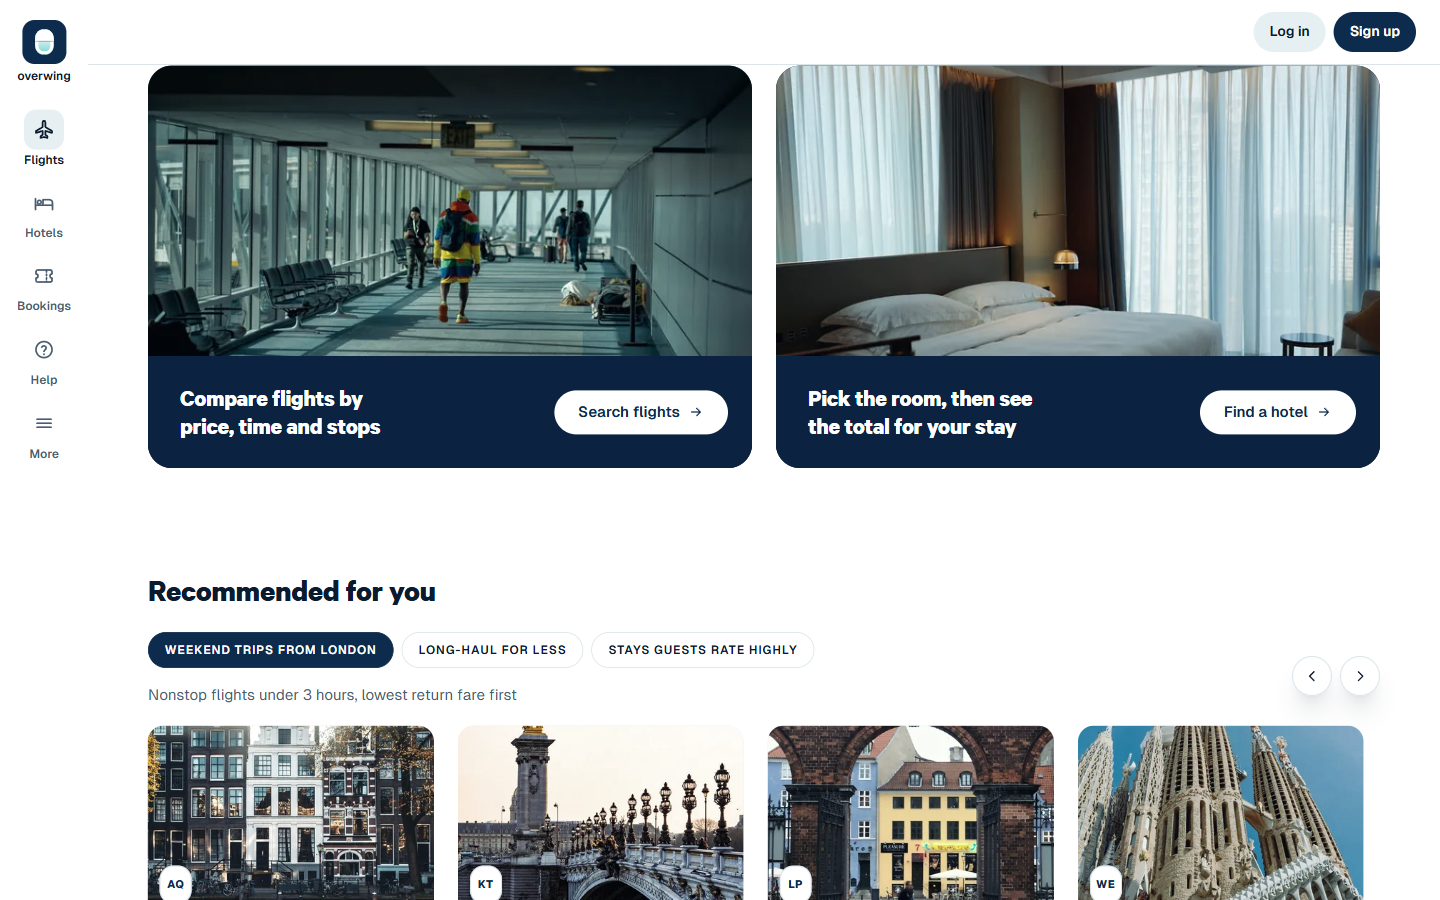 overwing
Log in
Sign up
Flights
Hotels
Bookings
Help
More
Compare flights by
price, time and stops
Search flights
Pick the room, then see
the total for your stay
Find a hotel
Recommended for you
WEEKEND TRIPS FROM LONDON
LONG-HAUL FOR LESS
STAYS GUESTS RATE HIGHLY
Nonstop flights under 3 hours, lowest return fare first
AQ
KT
LP
WE